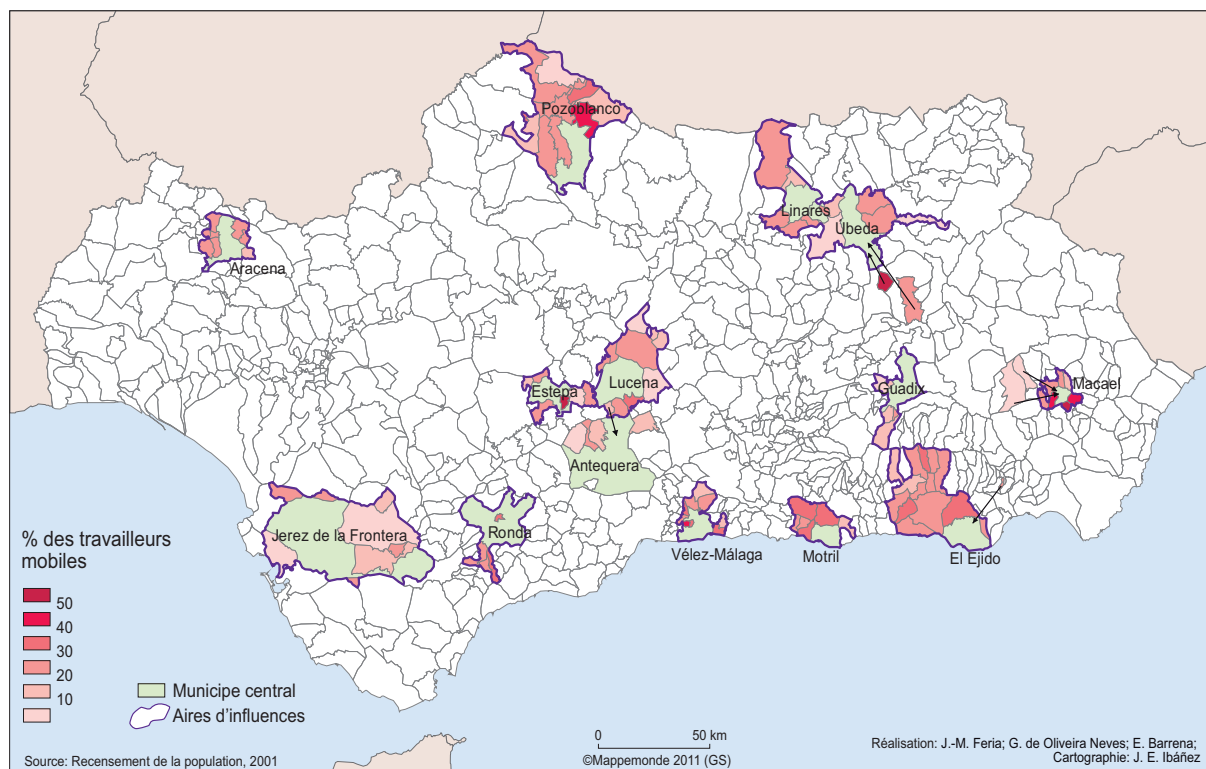 Pozoblanco
Linares
Úbeda
Aracena
Lucena
Estepa
Guadix
Macael
Antequera
Jerez de la Frontera
Ronda
Vélez-Málaga
Motril
El Ejido
% des travailleurs
mobiles
50
40
30
20
10
Municipe central
Aires d’influences
0 50 km
Source: Recensement de la population, 2001
©Mappemonde 2011 (GS)
Réalisation: J.-M. Feria; G. de Oliveira Neves; E. Barrena;
Cartographie: J. E. Ibáñez